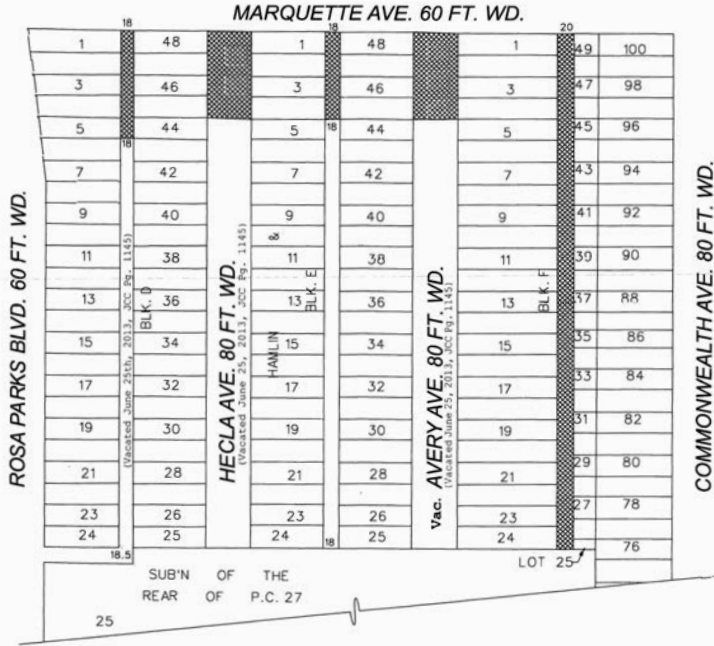 MARQUETTE AVE. 60 FT. WD.
18 18 20
1 48 1 48 1 49 100
3 46 3 46 3 47 98
5 44 5 18 44 5 45 96
18
7 42 7 42 7 43 94
9 40 9 40 9 41 92
11 38 11 38 11 39 90
13 36 13 36 13 37 88
15 34 15 34 15 35 86
17 32 17 32 17 33 84
19 30 19 30 19 31 82
21 28 21 28 21 29 80
23 26 23 26 23 27 78
24 25 24 18 25 24 76
18.5
ROSA PARKS BLVD. 60 FT. WD.
(Vacated June 25th, 2013, JCC Pg. 1145)
BLK. D
HECLA AVE. 80 FT. WD.
(Vacated June 25, 2013, JCC Pg. 1145)
HAMLIN &
BLK. E
Vac. AVERY AVE. 80 FT. WD.
(Vacated June 25, 2013, JCC Pg. 1145)
BLK. F
COMMONWEALTH AVE. 80 FT. WD.
LOT 25
SUB'N OF THE
REAR OF P.C. 27
25